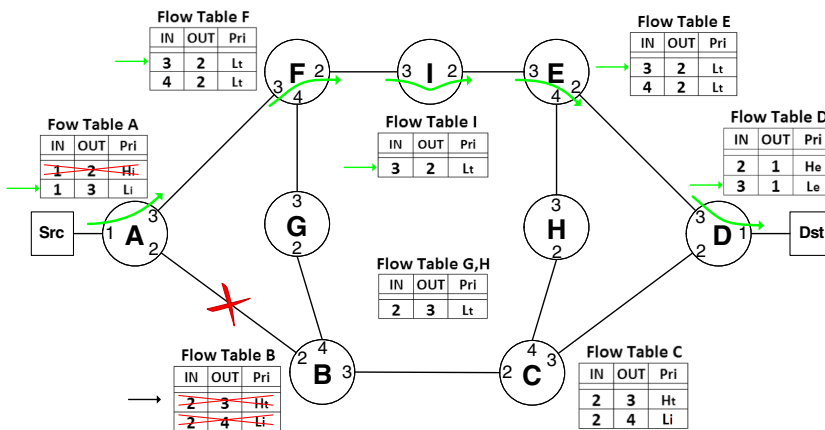 Flow Table F
IN OUT Pri
3 2 Lt
4 2 Lt
Flow Table E
IN OUT Pri
3 2 Lt
4 2 Lt
F
3
2
4
I
3
2
E
3
2
4
Fow Table A
IN OUT Pri
1 2 Hi
1 3 Li
Flow Table I
IN OUT Pri
3 2 Lt
Flow Table D
IN OUT Pri
2 1 He
3 1 Le
Src
A
1
3
2
G
3
2
H
3
2
D
3
1
2
Dst
Flow Table G,H
IN OUT Pri
2 3 Lt
B
2
4
3
C
2
4
3
Flow Table B
IN OUT Pri
2 3 Ht
2 4 Li
Flow Table C
IN OUT Pri
2 3 Ht
2 4 Li